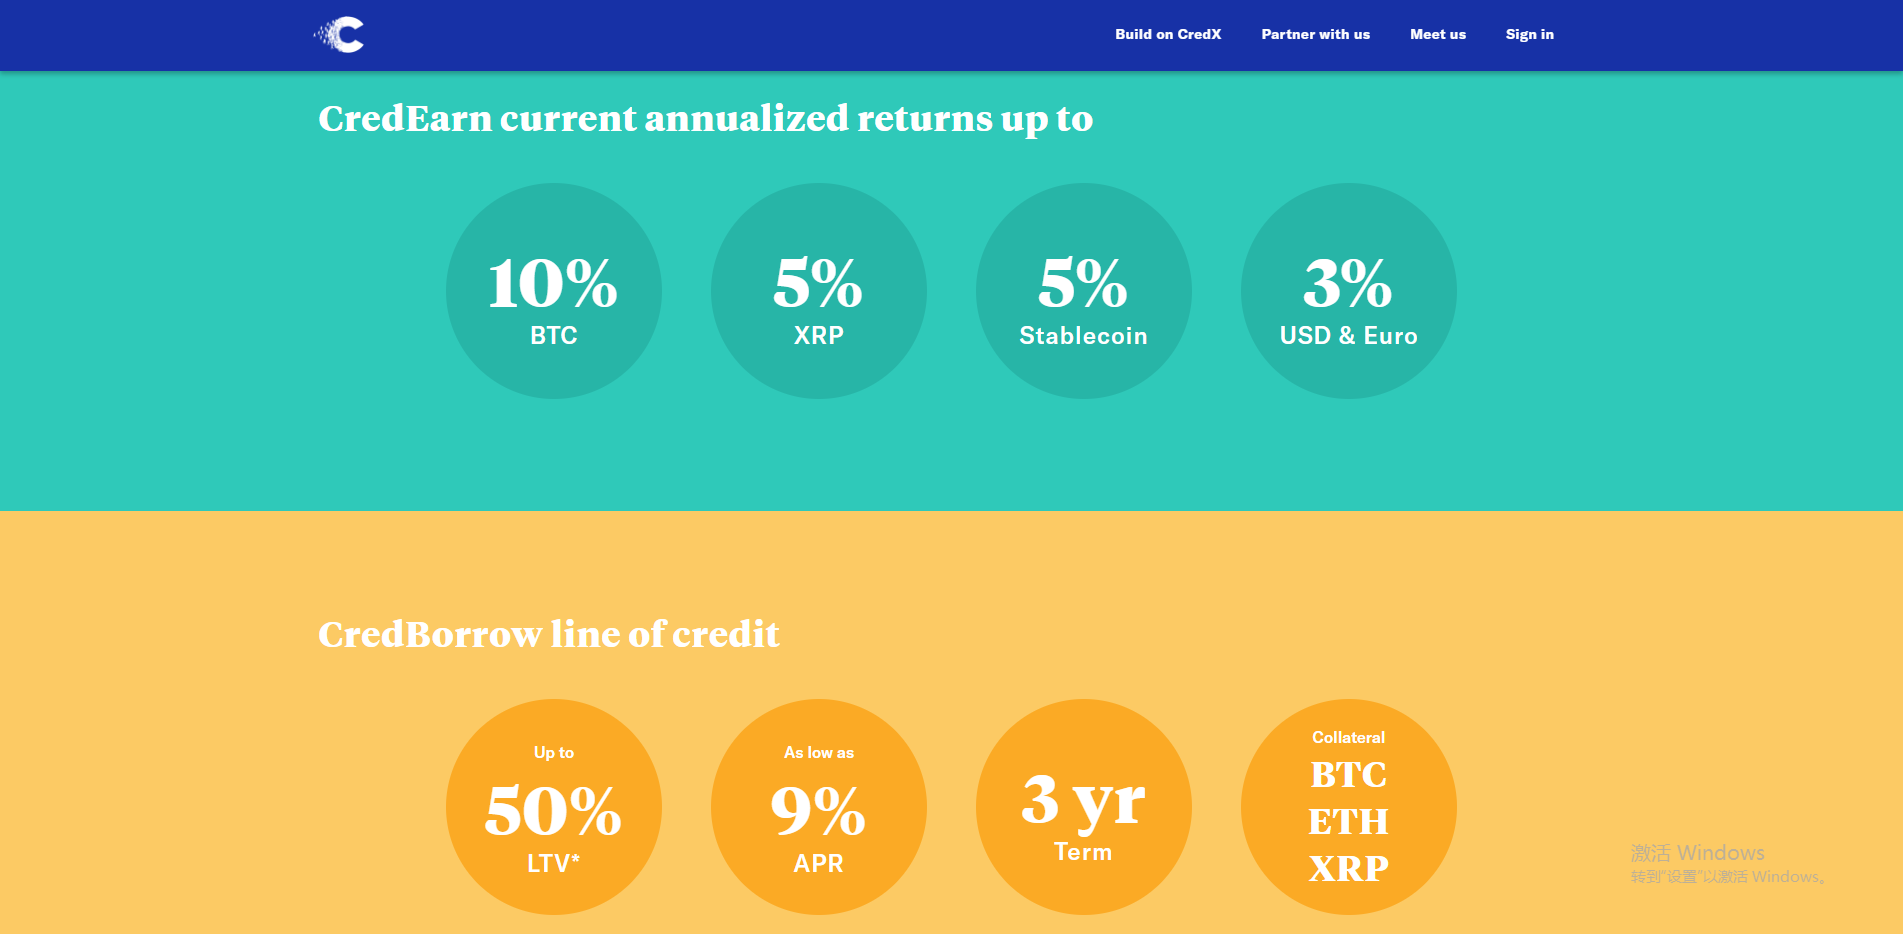 Build on CredX Partner with us Meet us Sign in
CredEarn current annualized returns up to
10%
BTC
5%
XRP
5%
Stablecoin
3%
USD & Euro
CredBorrow line of credit
Up to
50%
LTV*
As low as
9%
APR
3 yr
Term
Collateral
BTC
ETH
XRP
激活 Windows
转到“设置”以激活 Windows。